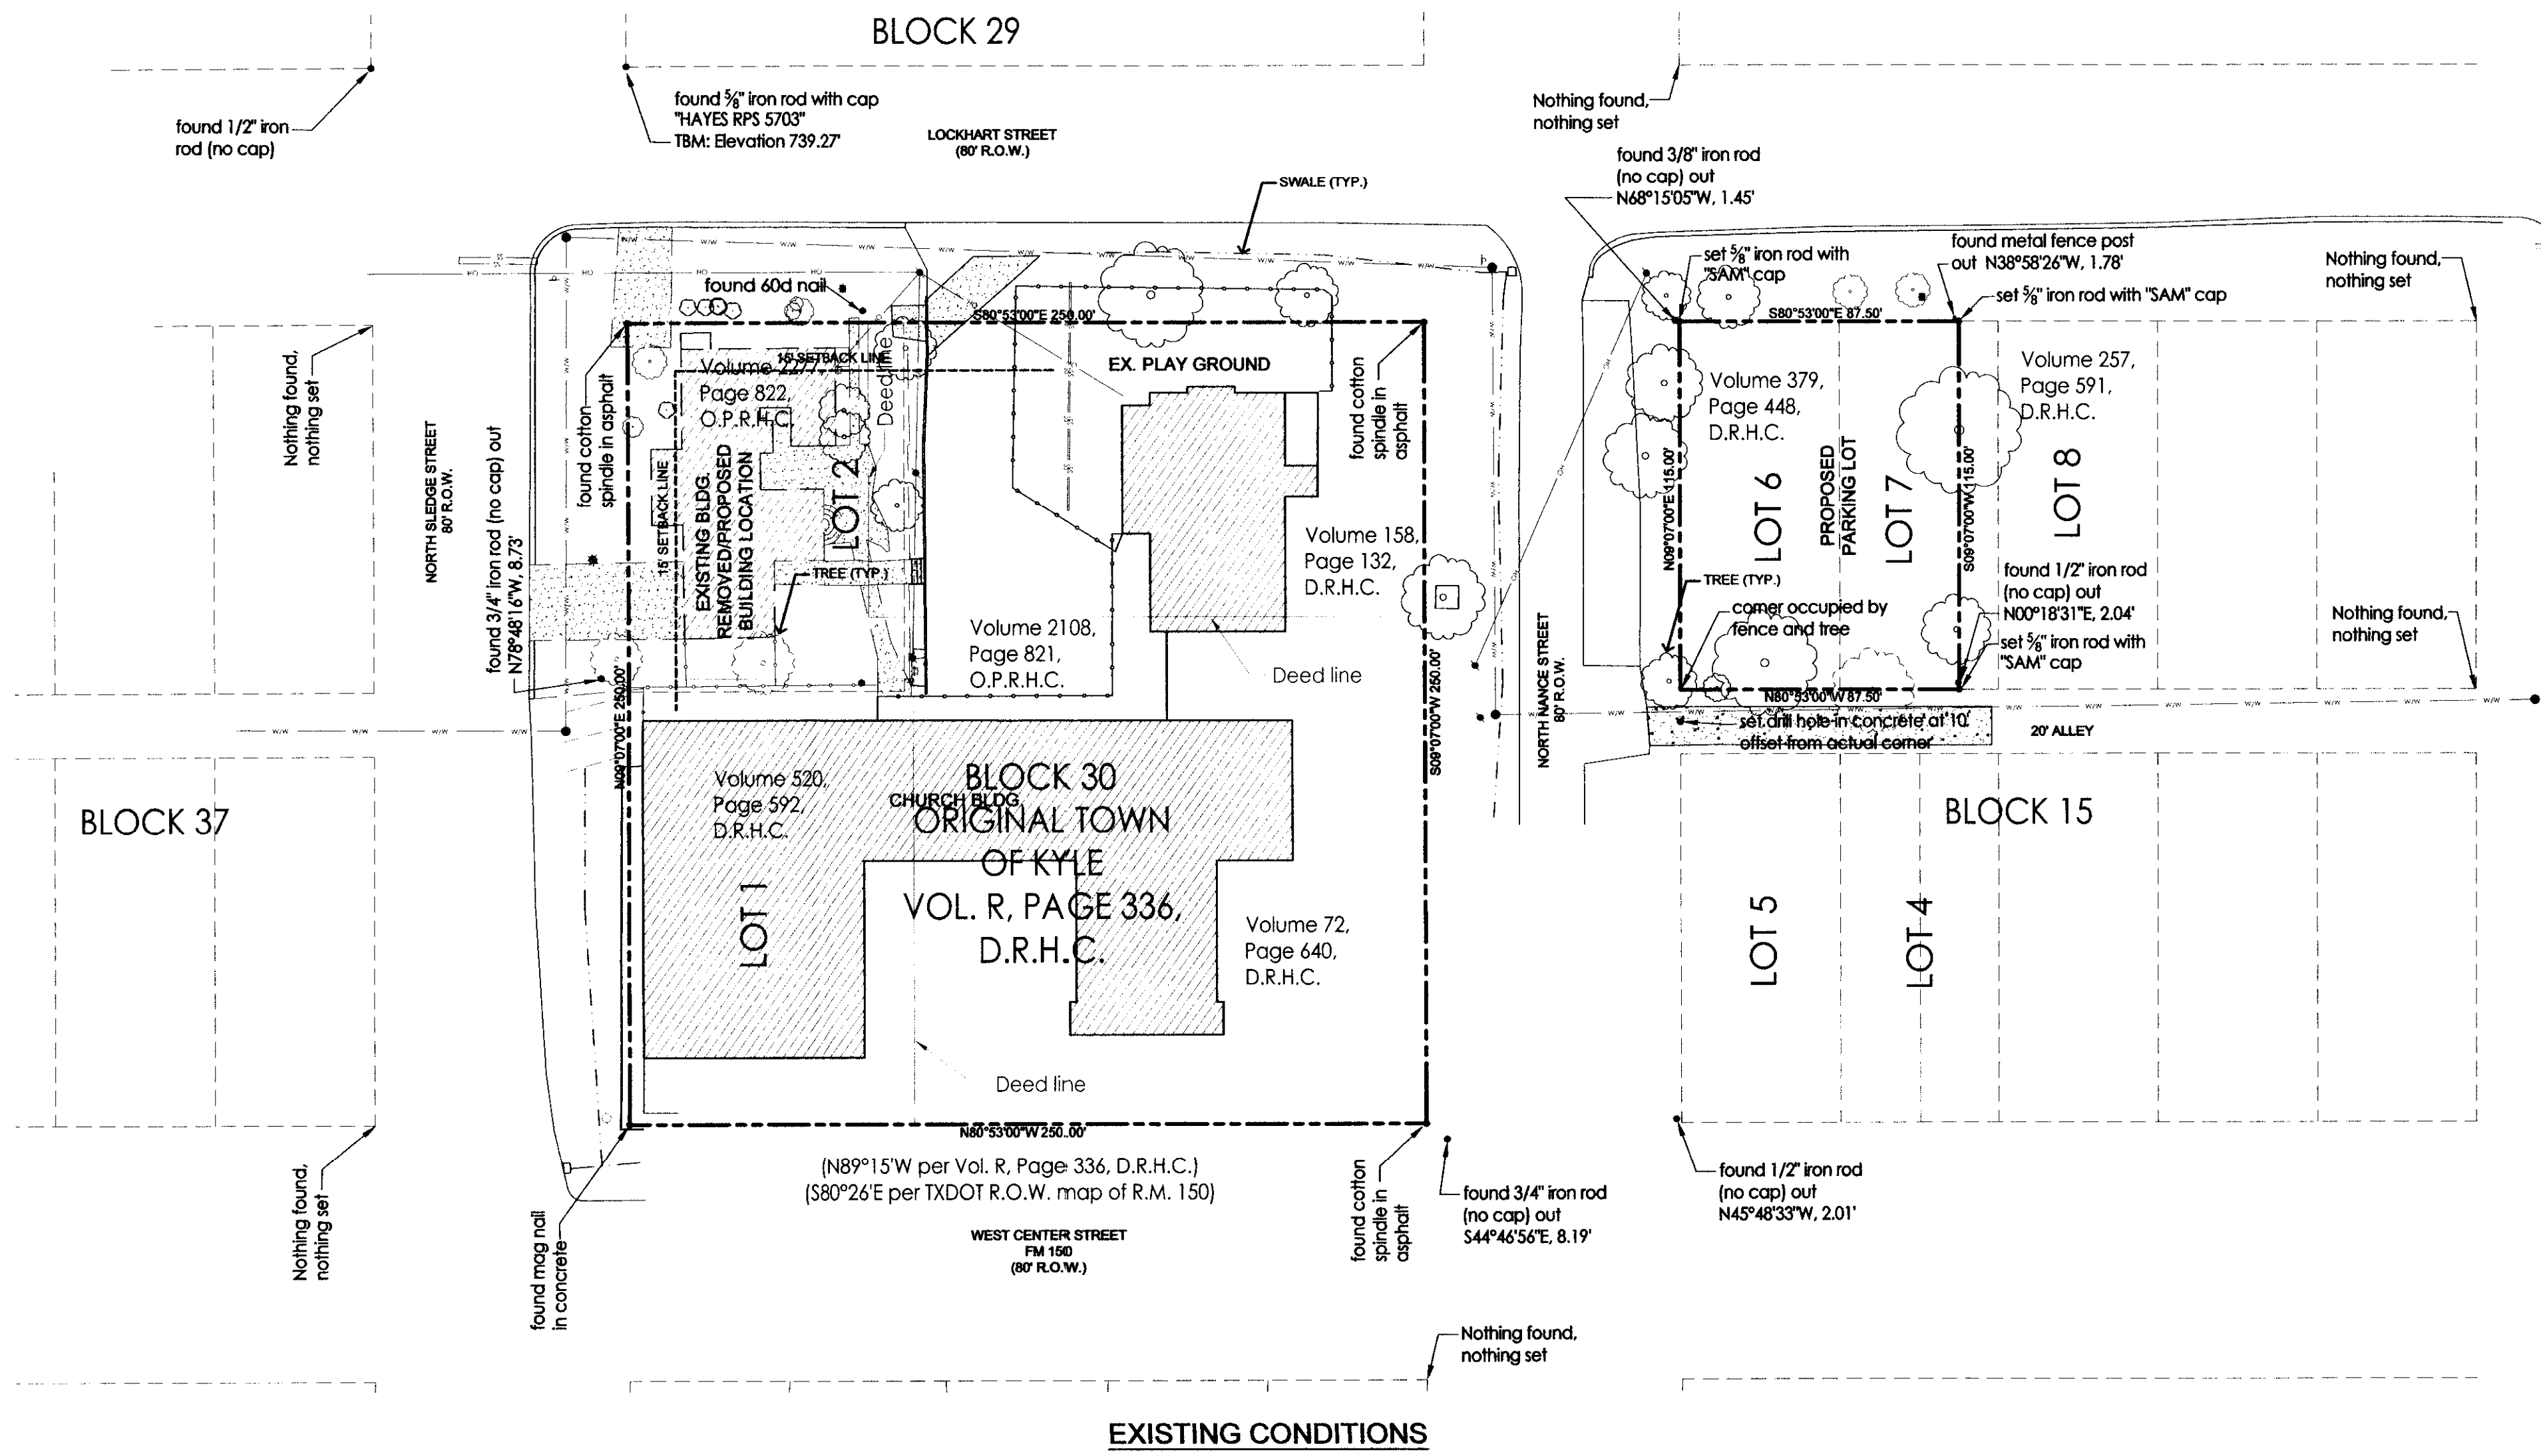 BLOCK 29
found 1/2" iron
rod (no cap)
found ⅝" iron rod with cap
"HAYES RPS 5703"
TBM: Elevation 739.27'
LOCKHART STREET
(80' R.O.W.)
Nothing found,
nothing set
found 3/8" iron rod
(no cap) out
N68°15'05"W, 1.45'
SWALE (TYP.)
set ⅝" iron rod with
"SAM" cap
found metal fence post
out N38°58'26"W, 1.78'
set ⅝" iron rod with "SAM" cap
Nothing found,
nothing set
found 60d nail
S80°53'00"E 250.00'
S80°53'00"E 87.50'
Nothing found,
nothing set
NORTH SLEDGE STREET
80' R.O.W.
found 3/4" iron rod (no cap) out
N78°48'16"W, 8.73'
found cotton
spindle in asphalt
15' SETBACK LINE
Volume 2277,
Page 822,
O.P.R.H.C.
Deed line
15' SETBACK LINE
EXISTING BLDG.
REMOVED/PROPOSED
BUILDING LOCATION
LOT 2
TREE (TYP.)
EX. PLAY GROUND
found cotton
spindle in
asphalt
Volume 158,
Page 132,
D.R.H.C.
Volume 2108,
Page 821,
O.P.R.H.C.
Deed line
N09°07'00"E 250.00'
S09°07'00"W 250.00'
NORTH NANCE STREET
80' R.O.W.
Volume 379,
Page 448,
D.R.H.C.
Volume 257,
Page 591,
D.R.H.C.
N09°07'00"E 115.00'
LOT 6
PROPOSED
PARKING LOT
LOT 7
S09°07'00"W 115.00'
LOT 8
TREE (TYP.)
corner occupied by
fence and tree
found 1/2" iron rod
(no cap) out
N00°18'31"E, 2.04'
set ⅝" iron rod with
"SAM" cap
Nothing found,
nothing set
N80°53'00"W 87.50'
set drill hole in concrete at 10'
offset from actual corner
20' ALLEY
BLOCK 37
Volume 520,
Page 592,
D.R.H.C.
CHURCH BLDG.
BLOCK 30
ORIGINAL TOWN
OF KYLE
VOL. R, PAGE 336,
D.R.H.C.
LOT 1
Volume 72,
Page 640,
D.R.H.C.
BLOCK 15
LOT 5
LOT 4
Deed line
N80°53'00"W 250.00'
(N89°15'W per Vol. R, Page 336, D.R.H.C.)
(S80°26'E per TXDOT R.O.W. map of R.M. 150)
WEST CENTER STREET
FM 150
(80' R.O.W.)
Nothing found,
nothing set
found mag nail
in concrete
found cotton
spindle in
asphalt
found 3/4" iron rod
(no cap) out
S44°46'56"E, 8.19'
found 1/2" iron rod
(no cap) out
N45°48'33"W, 2.01'
Nothing found,
nothing set
EXISTING CONDITIONS